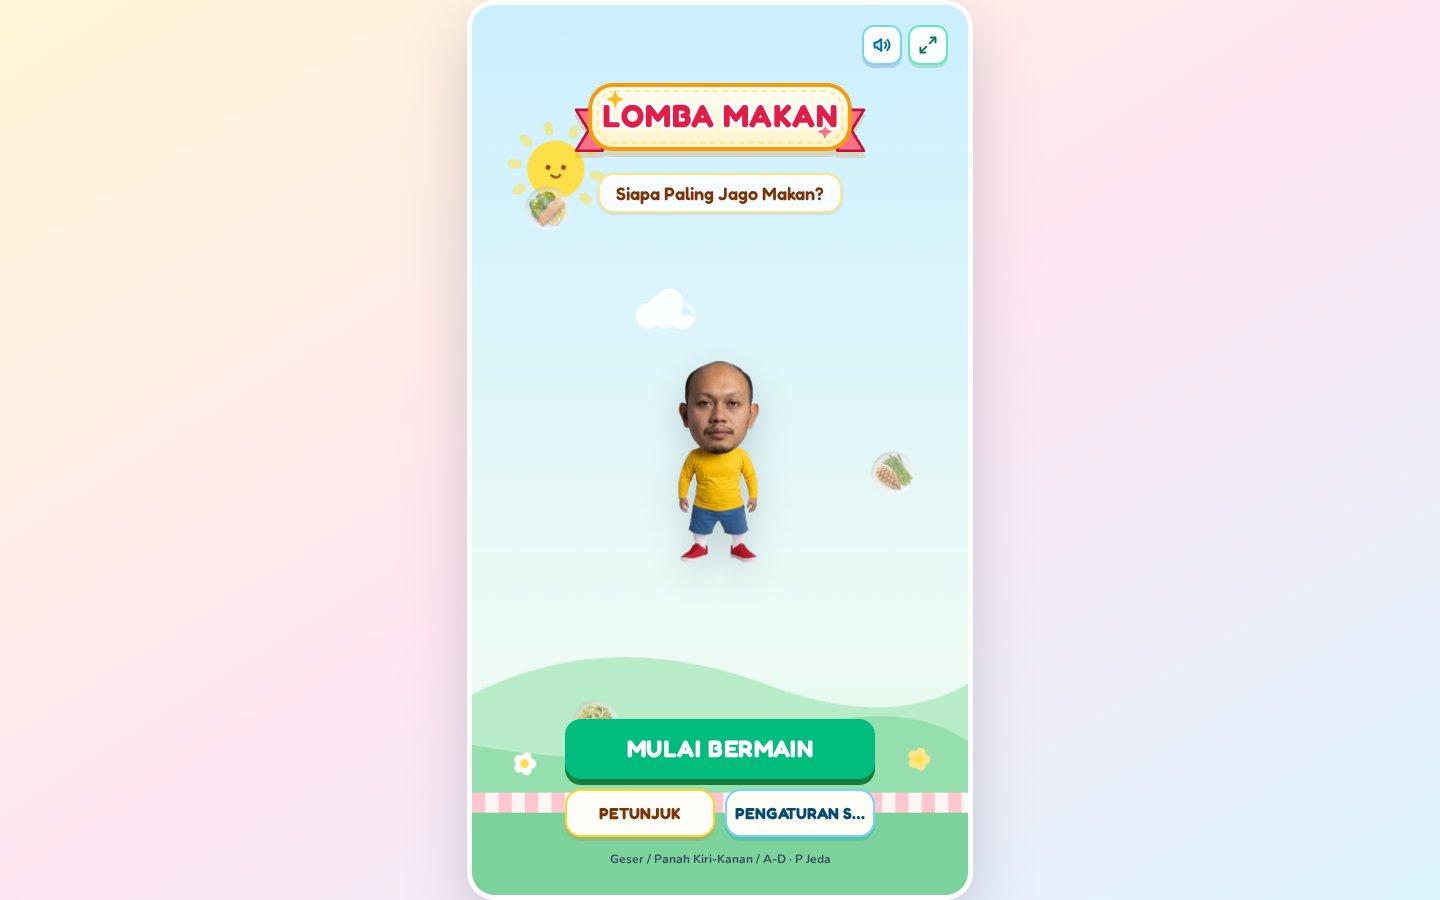 LOMBA MAKAN
Siapa Paling Jago Makan?
MULAI BERMAIN
PETUNJUK
PENGATURAN S...
Geser / Panah Kiri-Kanan / A-D · P Jeda